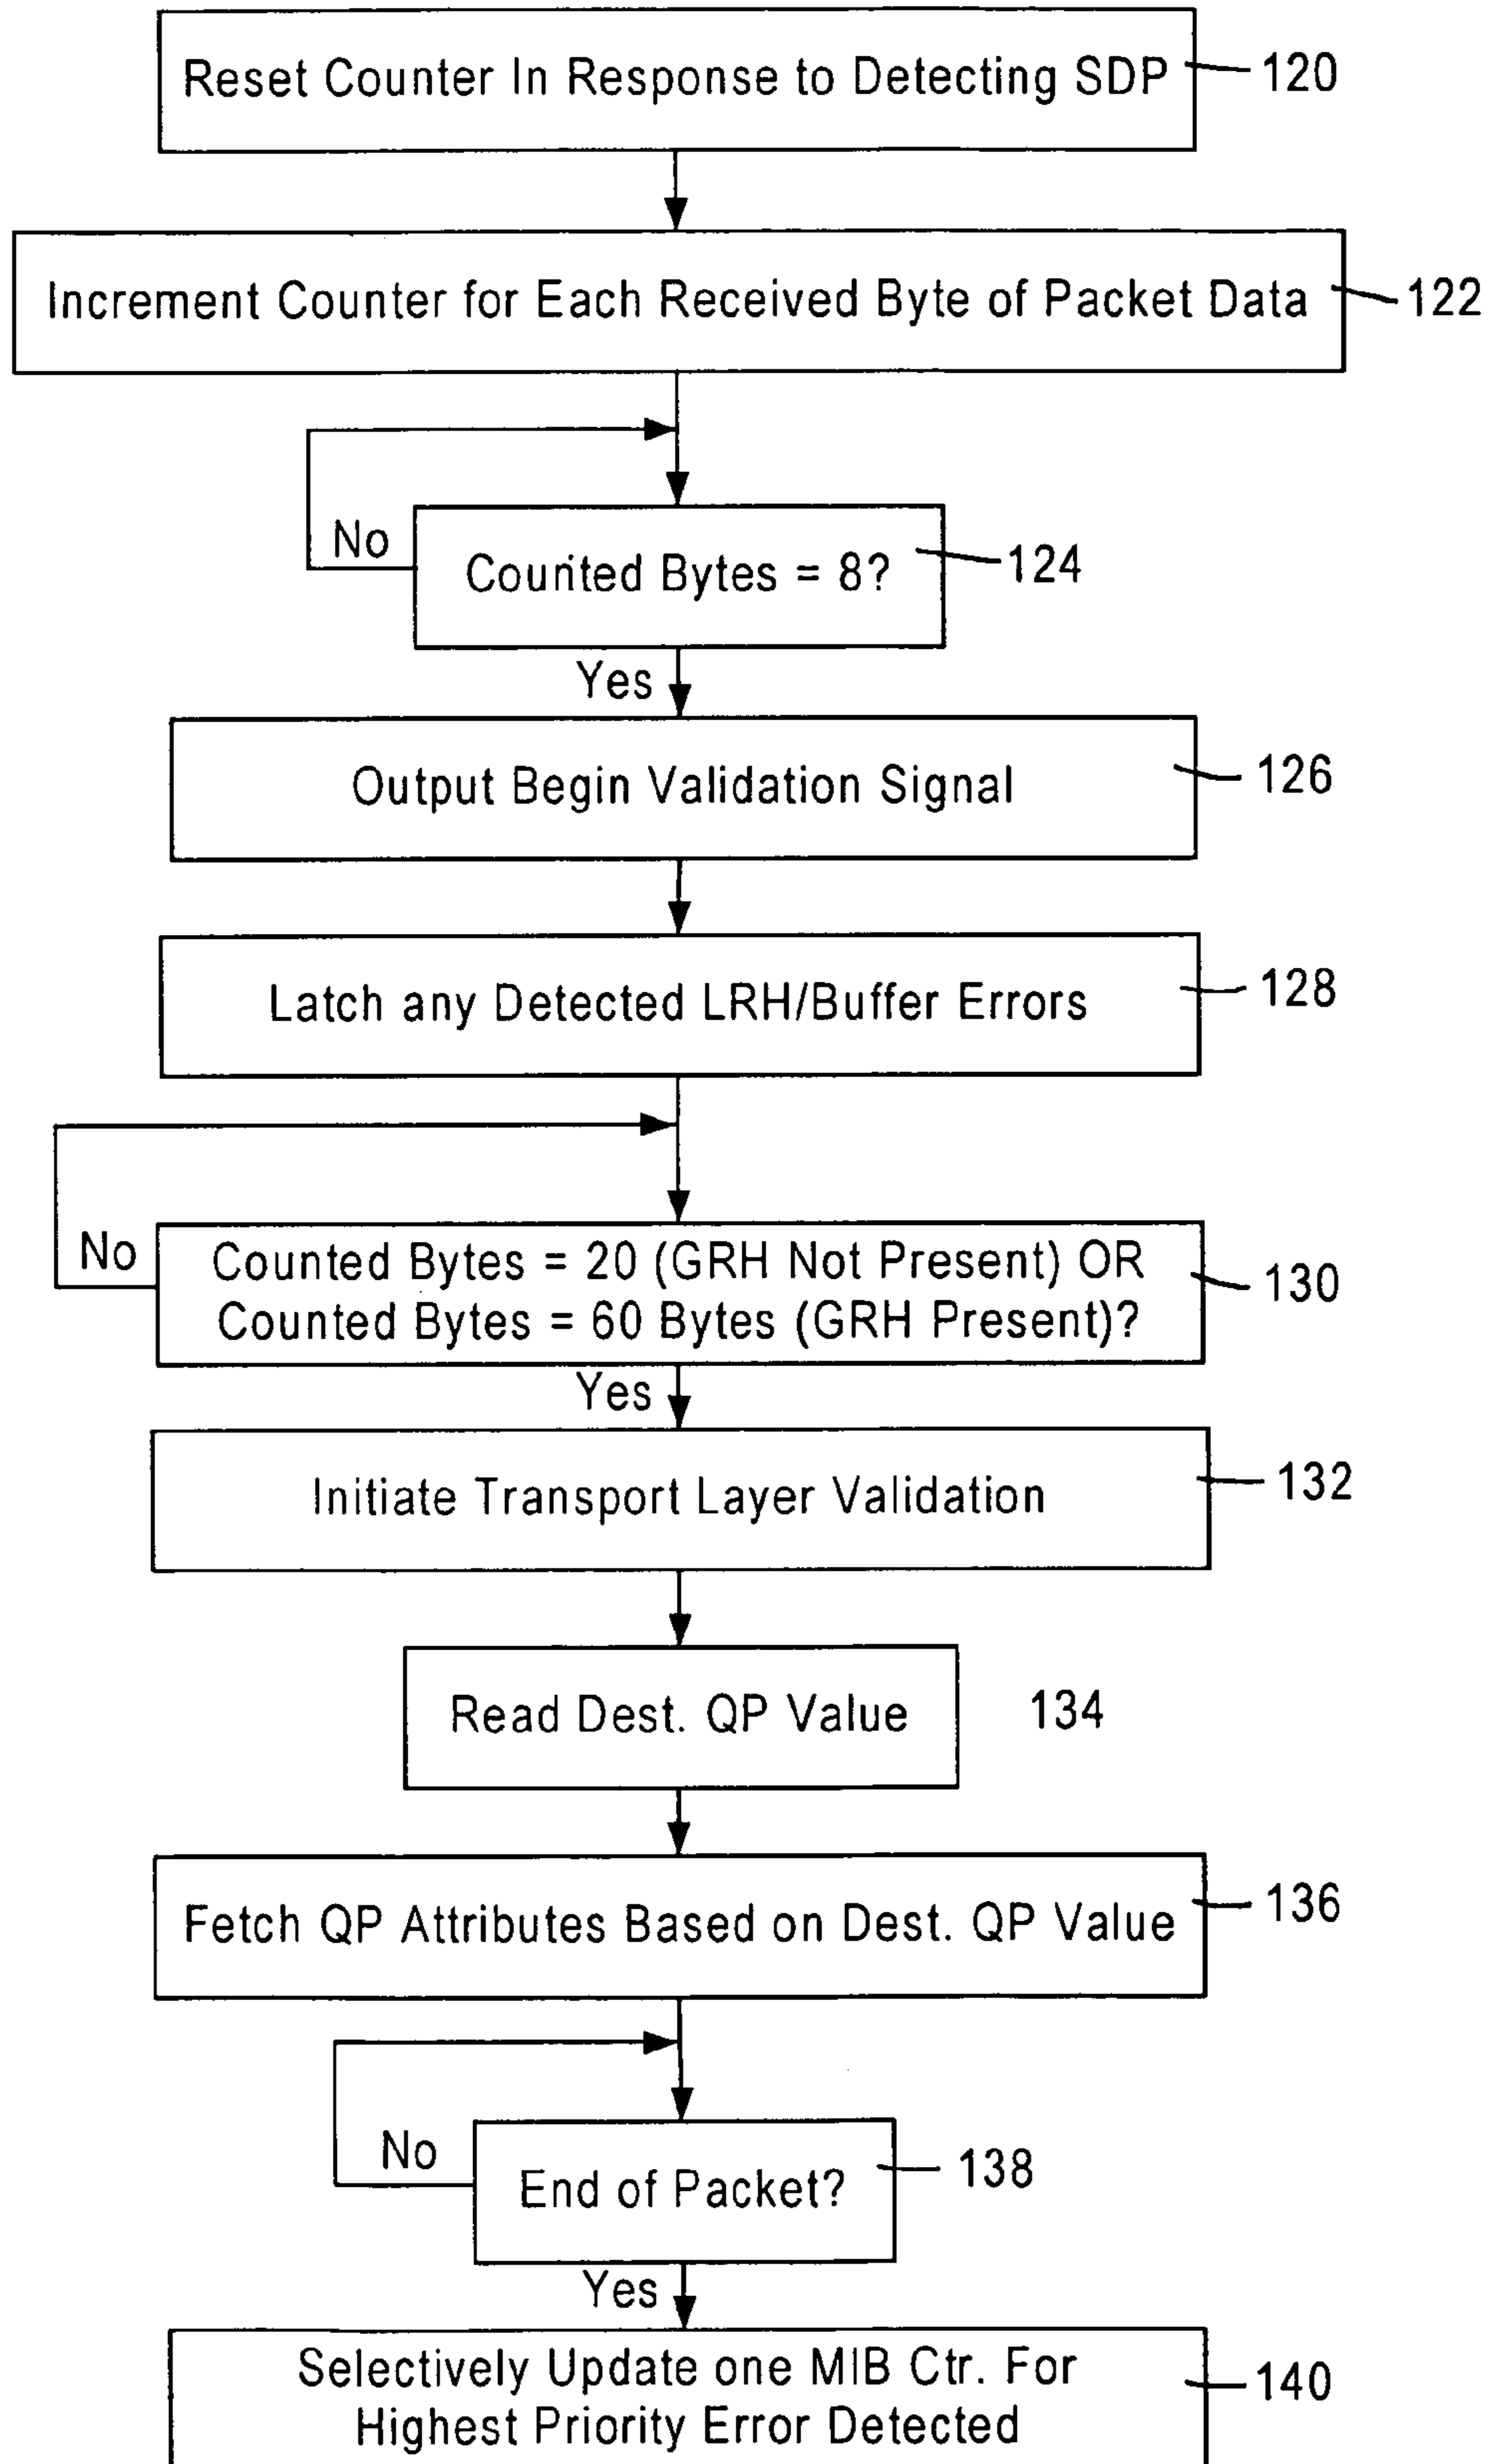 Reset Counter In Response to Detecting SDP 120
Increment Counter for Each Received Byte of Packet Data 122
No
Counted Bytes = 8? 124
Yes
Output Begin Validation Signal 126
Latch any Detected LRH/Buffer Errors 128
No
Counted Bytes = 20 (GRH Not Present) OR
Counted Bytes = 60 Bytes (GRH Present)? 130
Yes
Initiate Transport Layer Validation 132
Read Dest. QP Value 134
Fetch QP Attributes Based on Dest. QP Value 136
No
End of Packet? 138
Yes
Selectively Update one MIB Ctr. For
Highest Priority Error Detected 140